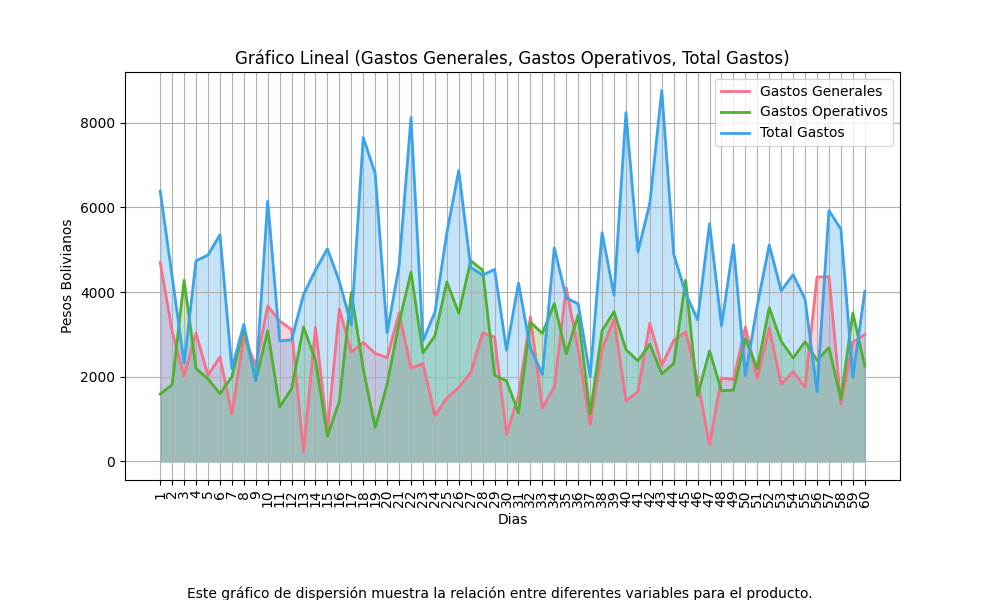 Gráfico Lineal (Gastos Generales, Gastos Operativos, Total Gastos)
Gastos Generales
Gastos Operativos
Total Gastos
Pesos Bolivianos
8000
6000
4000
2000
0
1 2 3 4 5 6 7 8 9 10 11 12 13 14 15 16 17 18 19 20 21 22 23 24 25 26 27 28 29 30 31 32 33 34 35 36 37 38 39 40 41 42 43 44 45 46 47 48 49 50 51 52 53 54 55 56 57 58 59 60
Dias
Este gráfico de dispersión muestra la relación entre diferentes variables para el producto.